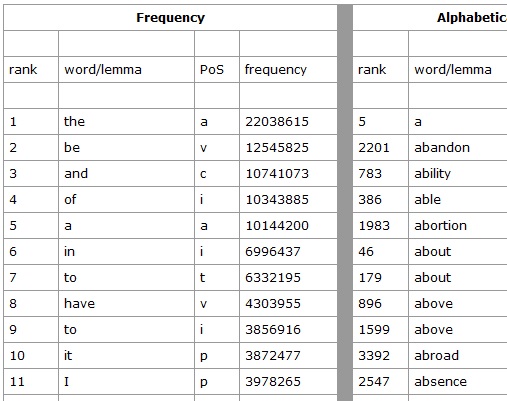 Frequency Alphabetic
rank word/lemma PoS frequency rank word/lemma
1 the a 22038615 5 a
2 be v 12545825 2201 abandon
3 and c 10741073 783 ability
4 of i 10343885 386 able
5 a a 10144200 1983 abortion
6 in i 6996437 46 about
7 to t 6332195 179 about
8 have v 4303955 896 above
9 to i 3856916 1599 above
10 it p 3872477 3392 abroad
11 I p 3978265 2547 absence